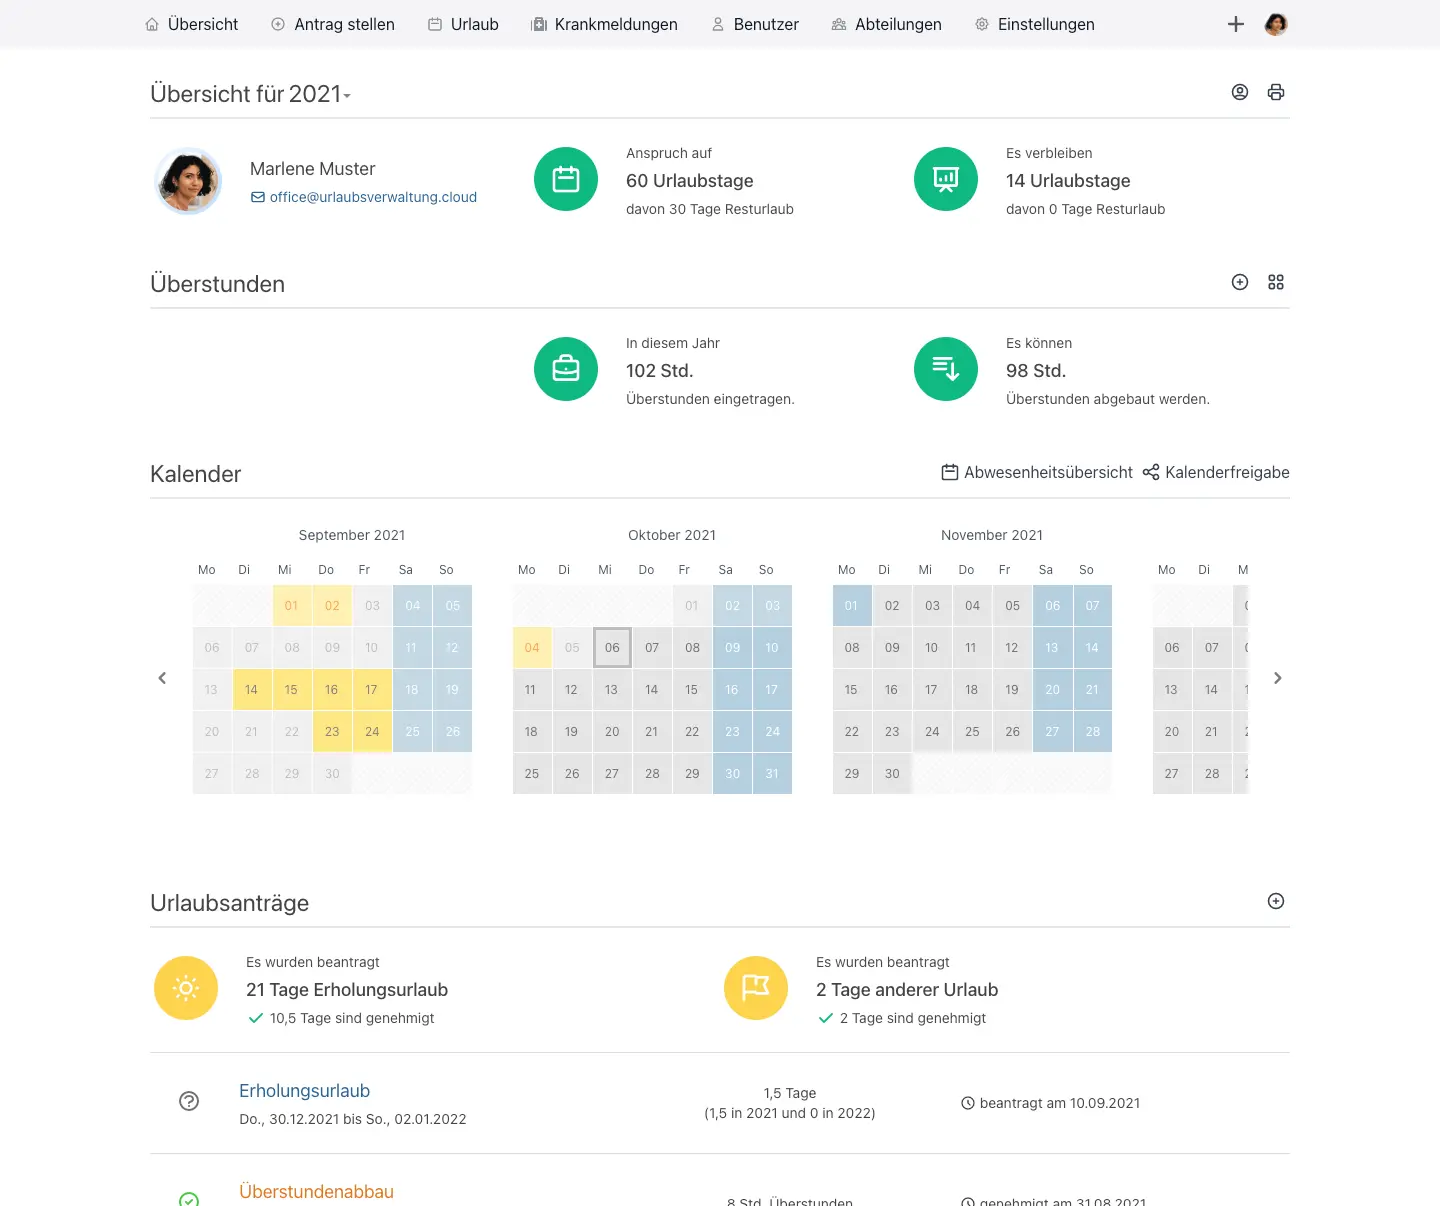 Übersicht Antrag stellen Urlaub Krankmeldungen Benutzer Abteilungen Einstellungen
Übersicht für 2021
Marlene Muster
office@urlaubsverwaltung.cloud
Anspruch auf
60 Urlaubstage
davon 30 Tage Resturlaub
Es verbleiben
14 Urlaubstage
davon 0 Tage Resturlaub
Überstunden
In diesem Jahr
102 Std.
Überstunden eingetragen.
Es können
98 Std.
Überstunden abgebaut werden.
Kalender
Abwesenheitsübersicht Kalenderfreigabe
September 2021
Mo Di Mi Do Fr Sa So
01 02 03 04 05
06 07 08 09 10 11 12
13 14 15 16 17 18 19
20 21 22 23 24 25 26
27 28 29 30
Oktober 2021
Mo Di Mi Do Fr Sa So
01 02 03
04 05 06 07 08 09 10
11 12 13 14 15 16 17
18 19 20 21 22 23 24
25 26 27 28 29 30 31
November 2021
Mo Di Mi Do Fr Sa So
01 02 03 04 05 06 07
08 09 10 11 12 13 14
15 16 17 18 19 20 21
22 23 24 25 26 27 28
29 30
Mo Di M
06 07
13 14
20 21
27 28
Urlaubsanträge
Es wurden beantragt
21 Tage Erholungsurlaub
10,5 Tage sind genehmigt
Es wurden beantragt
2 Tage anderer Urlaub
2 Tage sind genehmigt
Erholungsurlaub
Do., 30.12.2021 bis So., 02.01.2022
1,5 Tage
(1,5 in 2021 und 0 in 2022)
beantragt am 10.09.2021
Überstundenabbau
8 Std. Überstunden
genehmigt am 31.08.2021